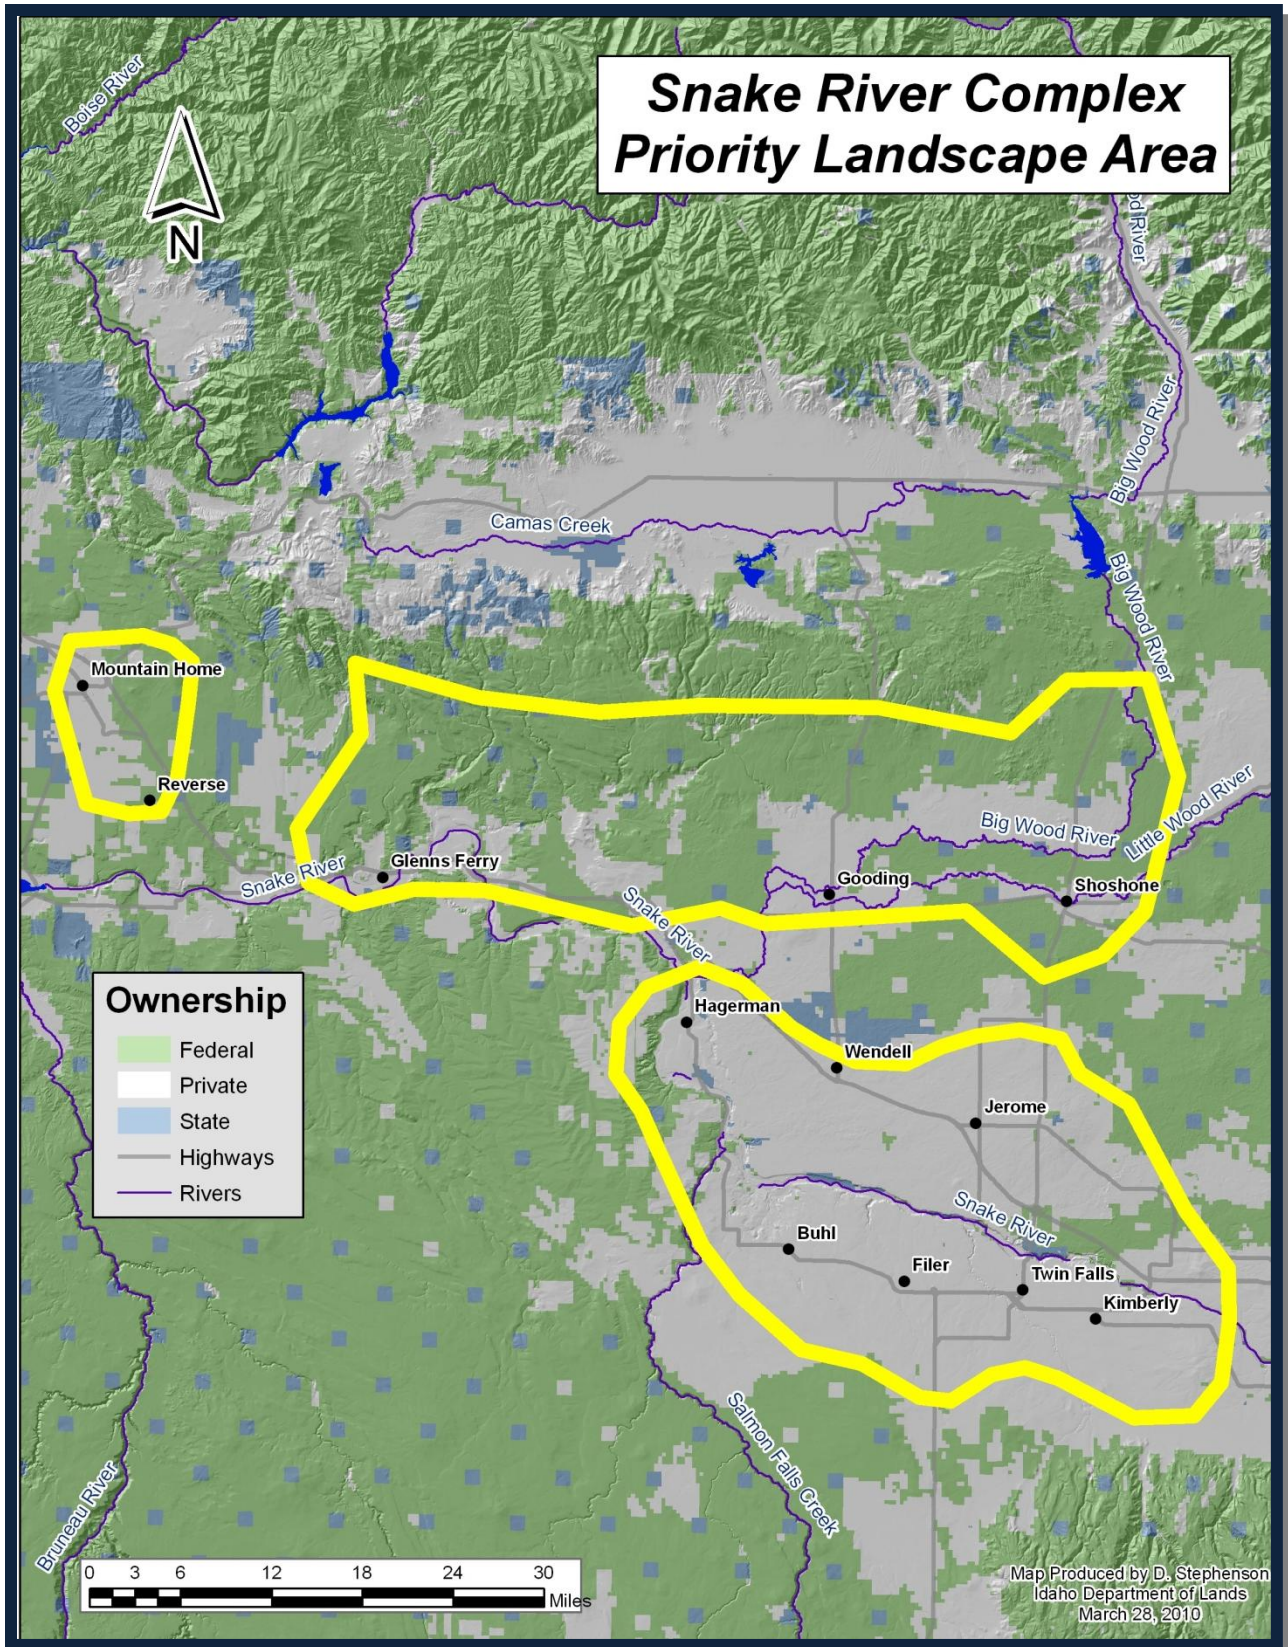 Snake River Complex
Priority Landscape Area
Boise River
N
od River
Big Wood River
Camas Creek
Big Wood River
Mountain Home
Reverse
Big Wood River
Little Wood River
Snake River
Glenns Ferry
Gooding
Shoshone
Snake River
Hagerman
Wendell
Jerome
Snake River
Buhl
Filer
Twin Falls
Kimberly
Ownership
Federal
Private
State
Highways
Rivers
Salmon Falls Creek
Bruneau River
0 3 6 12 18 24 30
Miles
Map Produced by D. Stephenson
Idaho Department of Lands
March 28, 2010